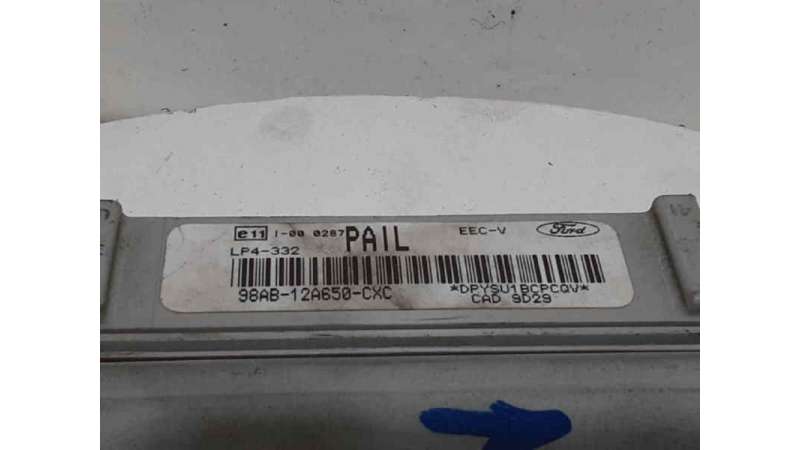 e11 I-00 0287 PAIL EEC-V Ford
LP4-332
98AB-12A650-CXC *DPYSU1BCPCQV*
CAD 9D29